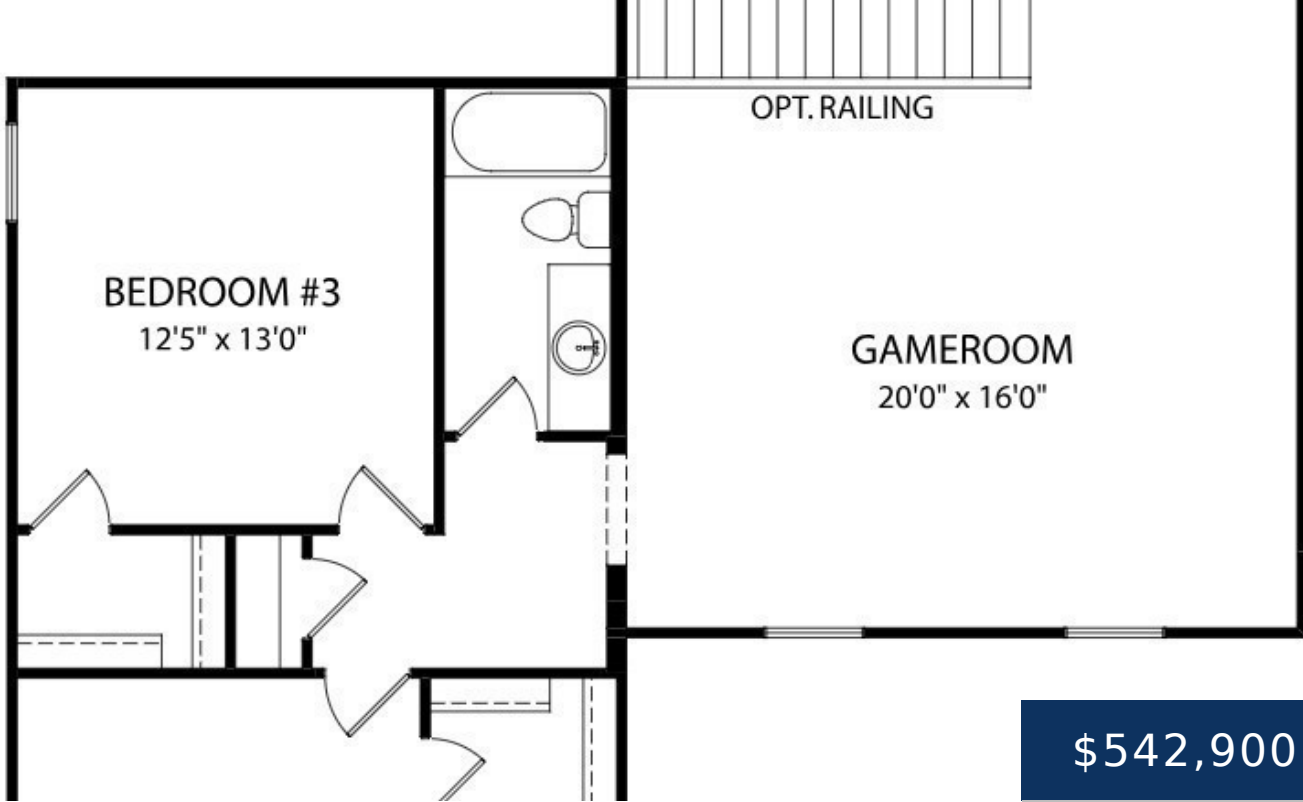 OPT. RAILING
BEDROOM #3
12'5" x 13'0"
GAMEROOM
20'0" x 16'0"
$542,900